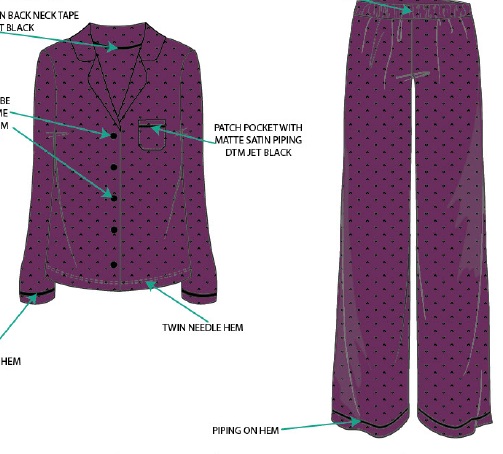 N BACK NECK TAPE
T BLACK
BE
ME
M
PATCH POCKET WITH
MATTE SATIN PIPING
DTM JET BLACK
TWIN NEEDLE HEM
HEM
PIPING ON HEM